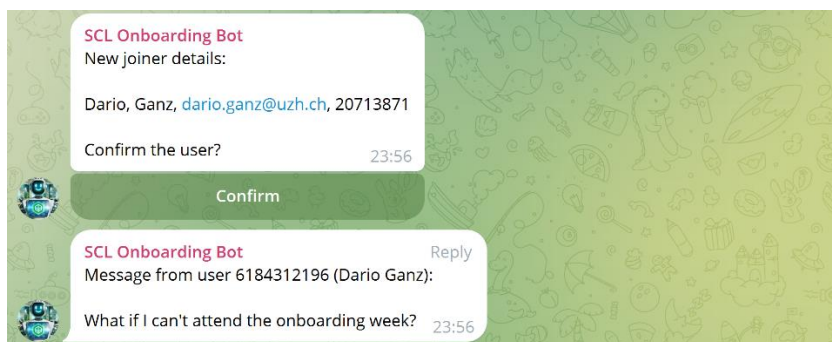 SCL Onboarding Bot
New joiner details:
Dario, Ganz, dario.ganz@uzh.ch, 20713871
Confirm the user?
23:56
Confirm
SCL Onboarding Bot
Reply
Message from user 6184312196 (Dario Ganz):
What if I can't attend the onboarding week?
23:56